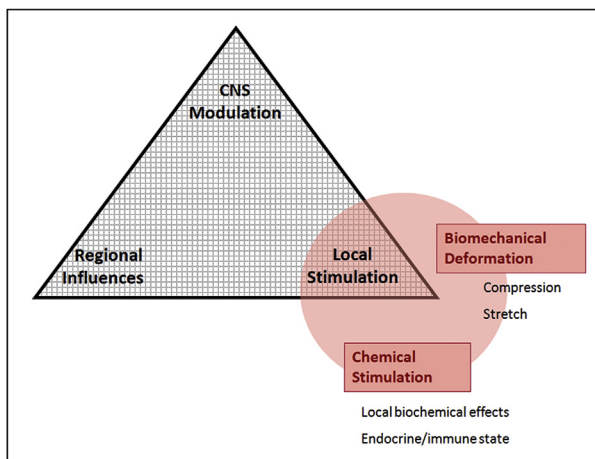 CNS
Modulation
Regional
Influences
Local
Stimulation
Biomechanical
Deformation
Compression
Stretch
Chemical
Stimulation
Local biochemical effects
Endocrine/immune state